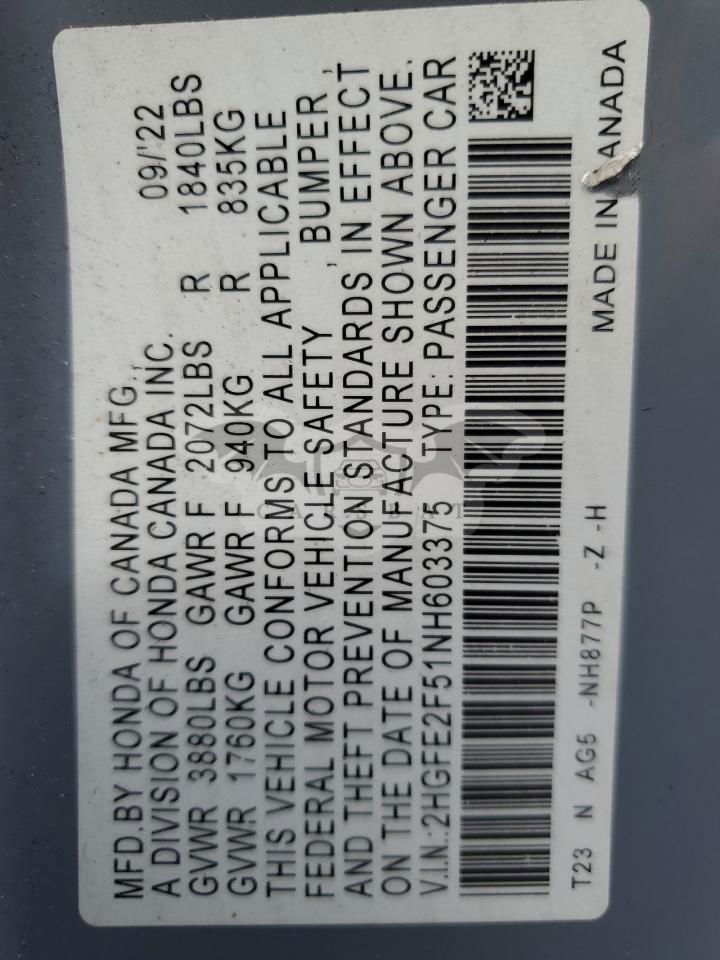 MFD.BY HONDA OF CANADA MFG., 09/'22
A DIVISION OF HONDA CANADA INC.
GVWR 3880LBS GAWR F 2072LBS R 1840LBS
GVWR 1760KG GAWR F 940KG R 835KG
THIS VEHICLE CONFORMS TO ALL APPLICABLE
FEDERAL MOTOR VEHICLE SAFETY , BUMPER ,
AND THEFT PREVENTION STANDARDS IN EFFECT
ON THE DATE OF MANUFACTURE SHOWN ABOVE.
V.I.N.:2HGFE2F51NH603375 TYPE: PASSENGER CAR
T23 N AG5 -NH877P -Z -H MADE IN ANADA
CARSBAT